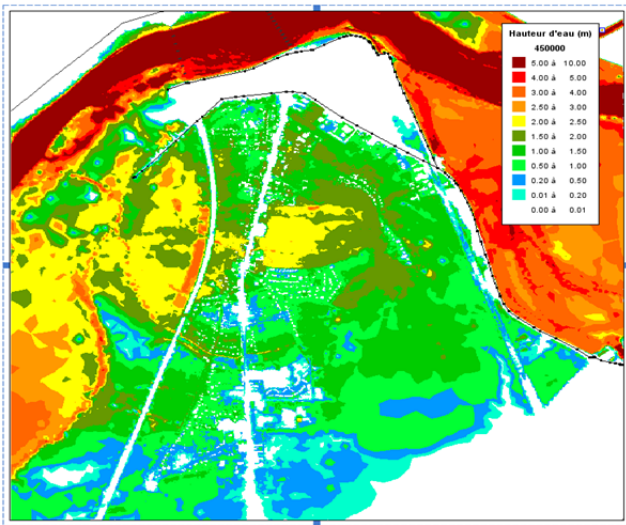 Hauteur d'eau (m)
450000
5.00 à 10.00
4.00 à 5.00
3.00 à 4.00
2.50 à 3.00
2.00 à 2.50
1.50 à 2.00
1.00 à 1.50
0.50 à 1.00
0.20 à 0.50
0.01 à 0.20
0.00 à 0.01